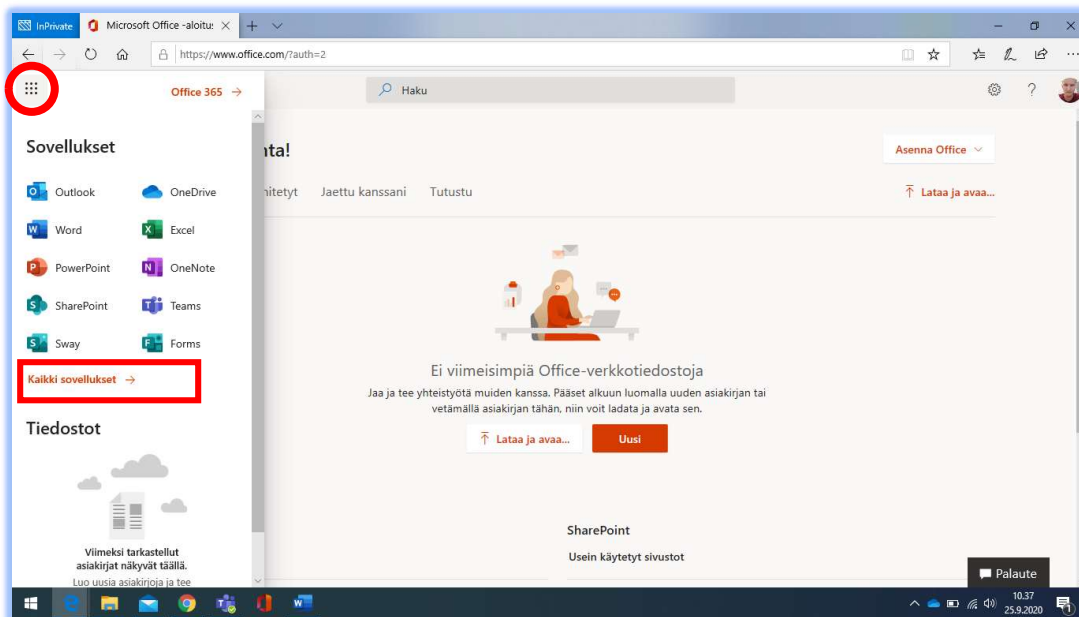 InPrivate
Microsoft Office -aloitu
https://www.office.com/?auth=2
Office 365 →
Haku
?
Sovellukset
Outlook
OneDrive
Word
Excel
PowerPoint
OneNote
SharePoint
Teams
Sway
Forms
Kaikki sovellukset →
Tiedostot
Viimeksi tarkastellut
asiakirjat näkyvät täällä.
Luo uusia asiakirjoja ja tee
nta!
Asenna Office
nitetyt
Jaettu kanssani
Tutustu
Lataa ja avaa...
Ei viimeisimpiä Office-verkkotiedostoja
Jaa ja tee yhteistyötä muiden kanssa. Pääset alkuun luomalla uuden asiakirjan tai
vetämällä asiakirjan tähän, niin voit ladata ja avata sen.
Lataa ja avaa...
Uusi
SharePoint
Usein käytetyt sivustot
Palaute
10.37
25.9.2020